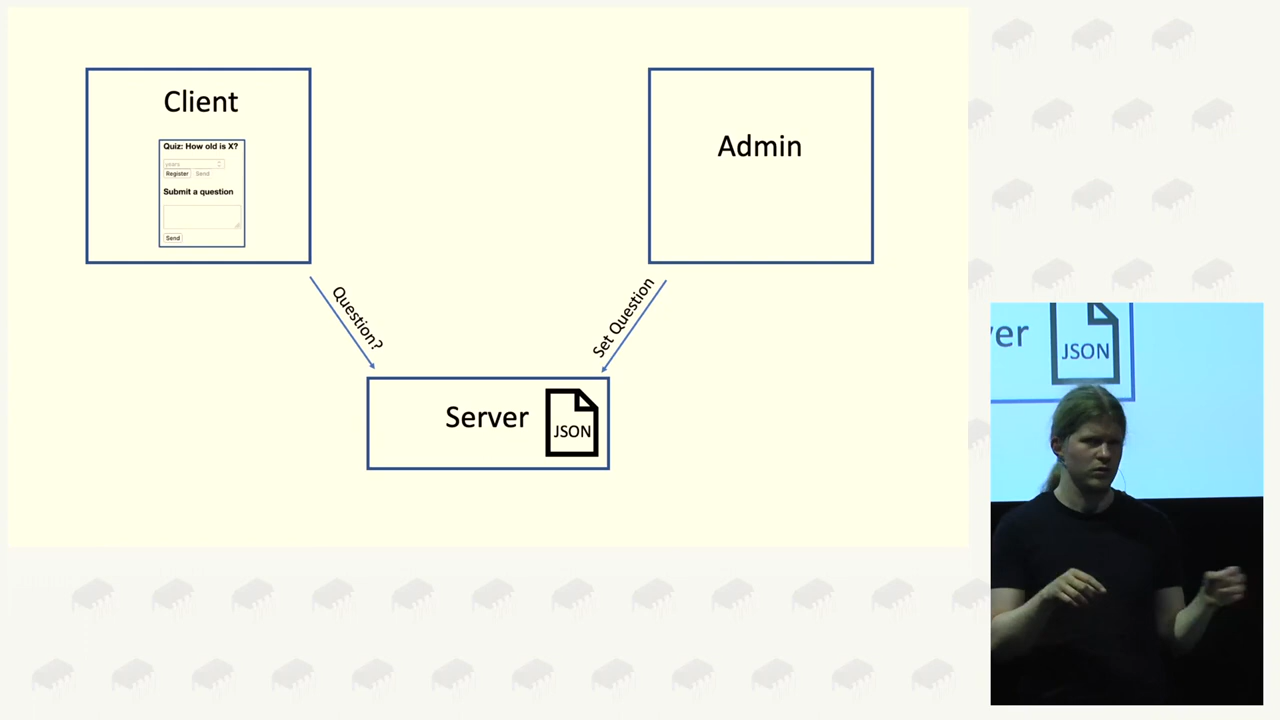 Client
Quiz: How old is X?
years
Register Send
Submit a question
Send
Admin
Question?
Set Question
Server
JSON
ver
JSON